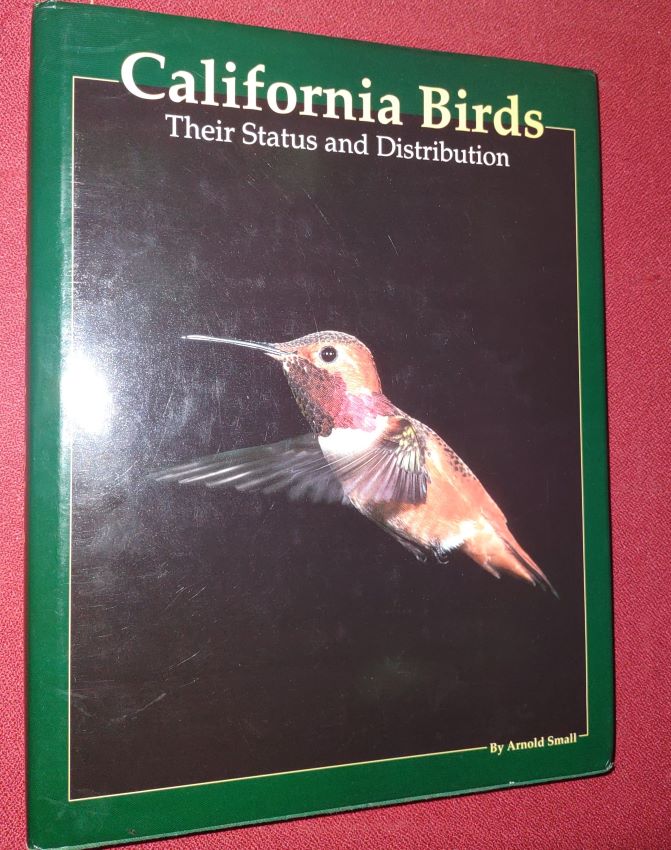 California Birds
Their Status and Distribution
By Arnold Small